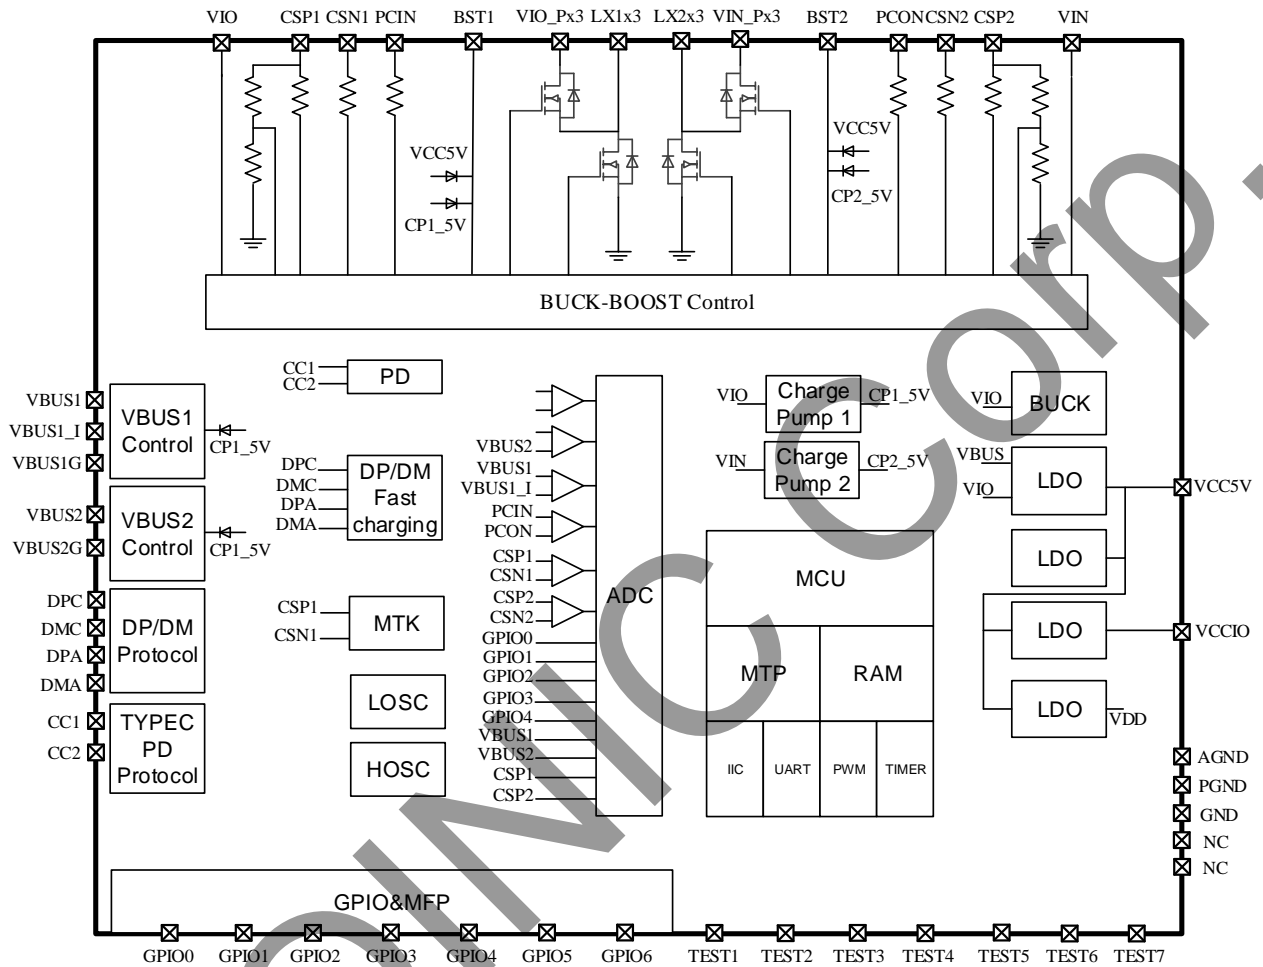 VIO CSP1 CSN1 PCIN BST1 VIO_Px3 LX1x3 LX2x3 VIN_Px3 BST2 PCON CSN2 CSP2 VIN
VCC5V
CP1_5V
VCC5V
CP2_5V
BUCK-BOOST Control
VBUS1
VBUS1_I
VBUS1G
VBUS1
Control
CP1_5V
VBUS2
VBUS2G
VBUS2
Control
CP1_5V
DPC
DMC
DPA
DMA
DP/DM
Protocol
CC1
CC2
TYPEC
PD
Protocol
CC1
CC2
PD
DPC
DMC
DPA
DMA
DP/DM
Fast
charging
CSP1
CSN1
MTK
LOSC
HOSC
VBUS2
VBUS1
VBUS1_I
PCIN
PCON
CSP1
CSN1
CSP2
CSN2
GPIO0
GPIO1
GPIO2
GPIO3
GPIO4
VBUS1
VBUS2
CSP1
CSP2
ADC
VIO
Charge
Pump 1
CP1_5V
VIN
Charge
Pump 2
CP2_5V
MCU
MTP RAM
IIC UART PWM TIMER
VIO
BUCK
VBUS
VIO
LDO
LDO
LDO
LDO
VDD
VCC5V
VCCIO
AGND
PGND
GND
NC
NC
GPIO&MFP
GPIO0 GPIO1 GPIO2 GPIO3 GPIO4 GPIO5 GPIO6 TEST1 TEST2 TEST3 TEST4 TEST5 TEST6 TEST7
OINIC Corp.